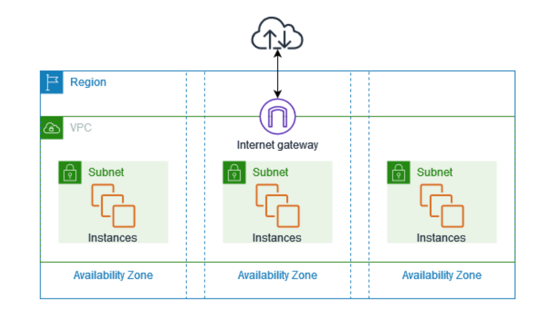 Region
VPC
Internet gateway
Subnet
Subnet
Subnet
Instances
Instances
Instances
Availability Zone
Availability Zone
Availability Zone